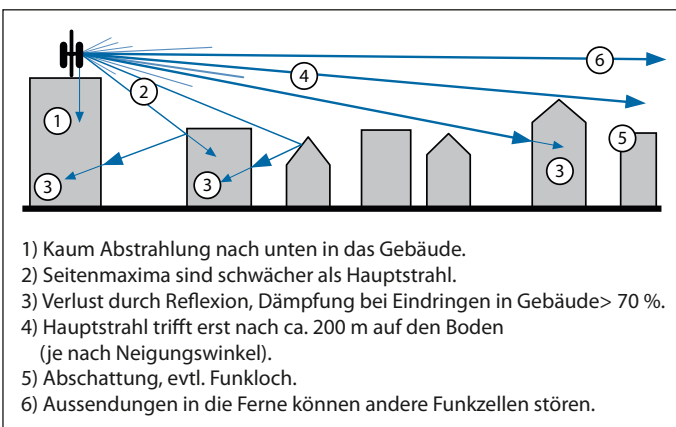 6
4
2
1
5
3
3
3
1) Kaum Abstrahlung nach unten in das Gebäude.
2) Seitenmaxima sind schwächer als Hauptstrahl.
3) Verlust durch Reflexion, Dämpfung bei Eindringen in Gebäude> 70 %.
4) Hauptstrahl trifft erst nach ca. 200 m auf den Boden
(je nach Neigungswinkel).
5) Abschattung, evtl. Funkloch.
6) Aussendungen in die Ferne können andere Funkzellen stören.